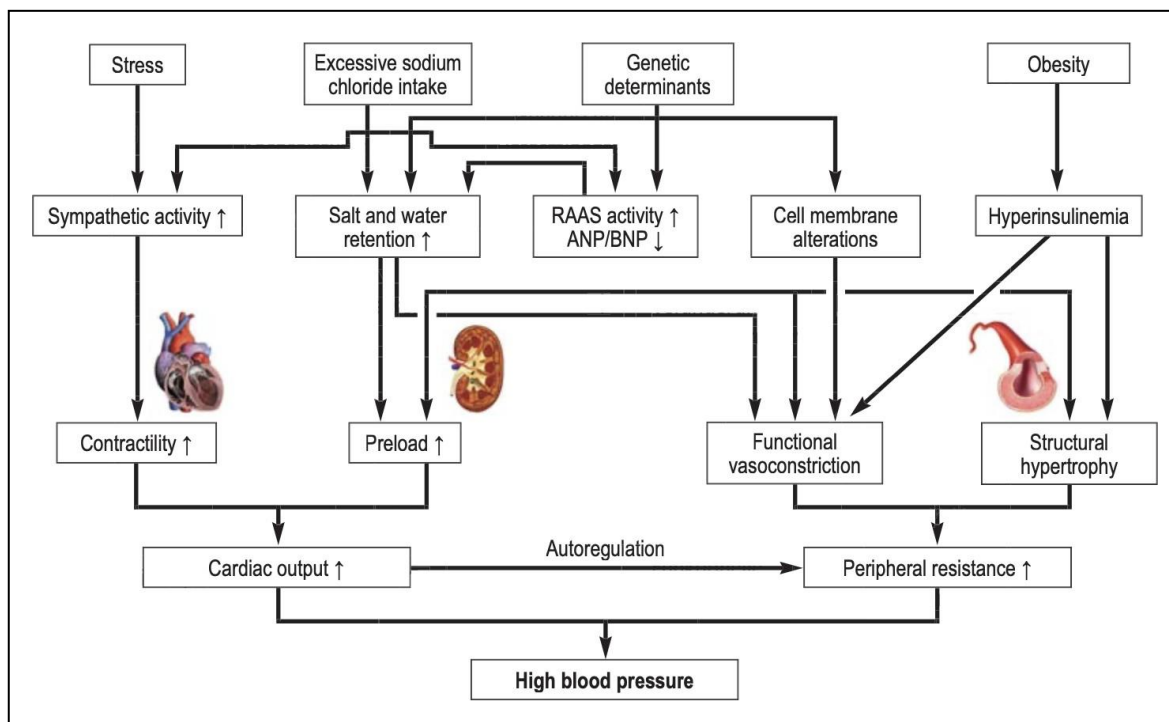 Stress
Excessive sodium
chloride intake
Genetic
determinants
Obesity
Sympathetic activity ↑
Salt and water
retention ↑
RAAS activity ↑
ANP/BNP ↓
Cell membrane
alterations
Hyperinsulinemia
Contractility ↑
Preload ↑
Functional
vasoconstriction
Structural
hypertrophy
Cardiac output ↑
Autoregulation
Peripheral resistance ↑
High blood pressure